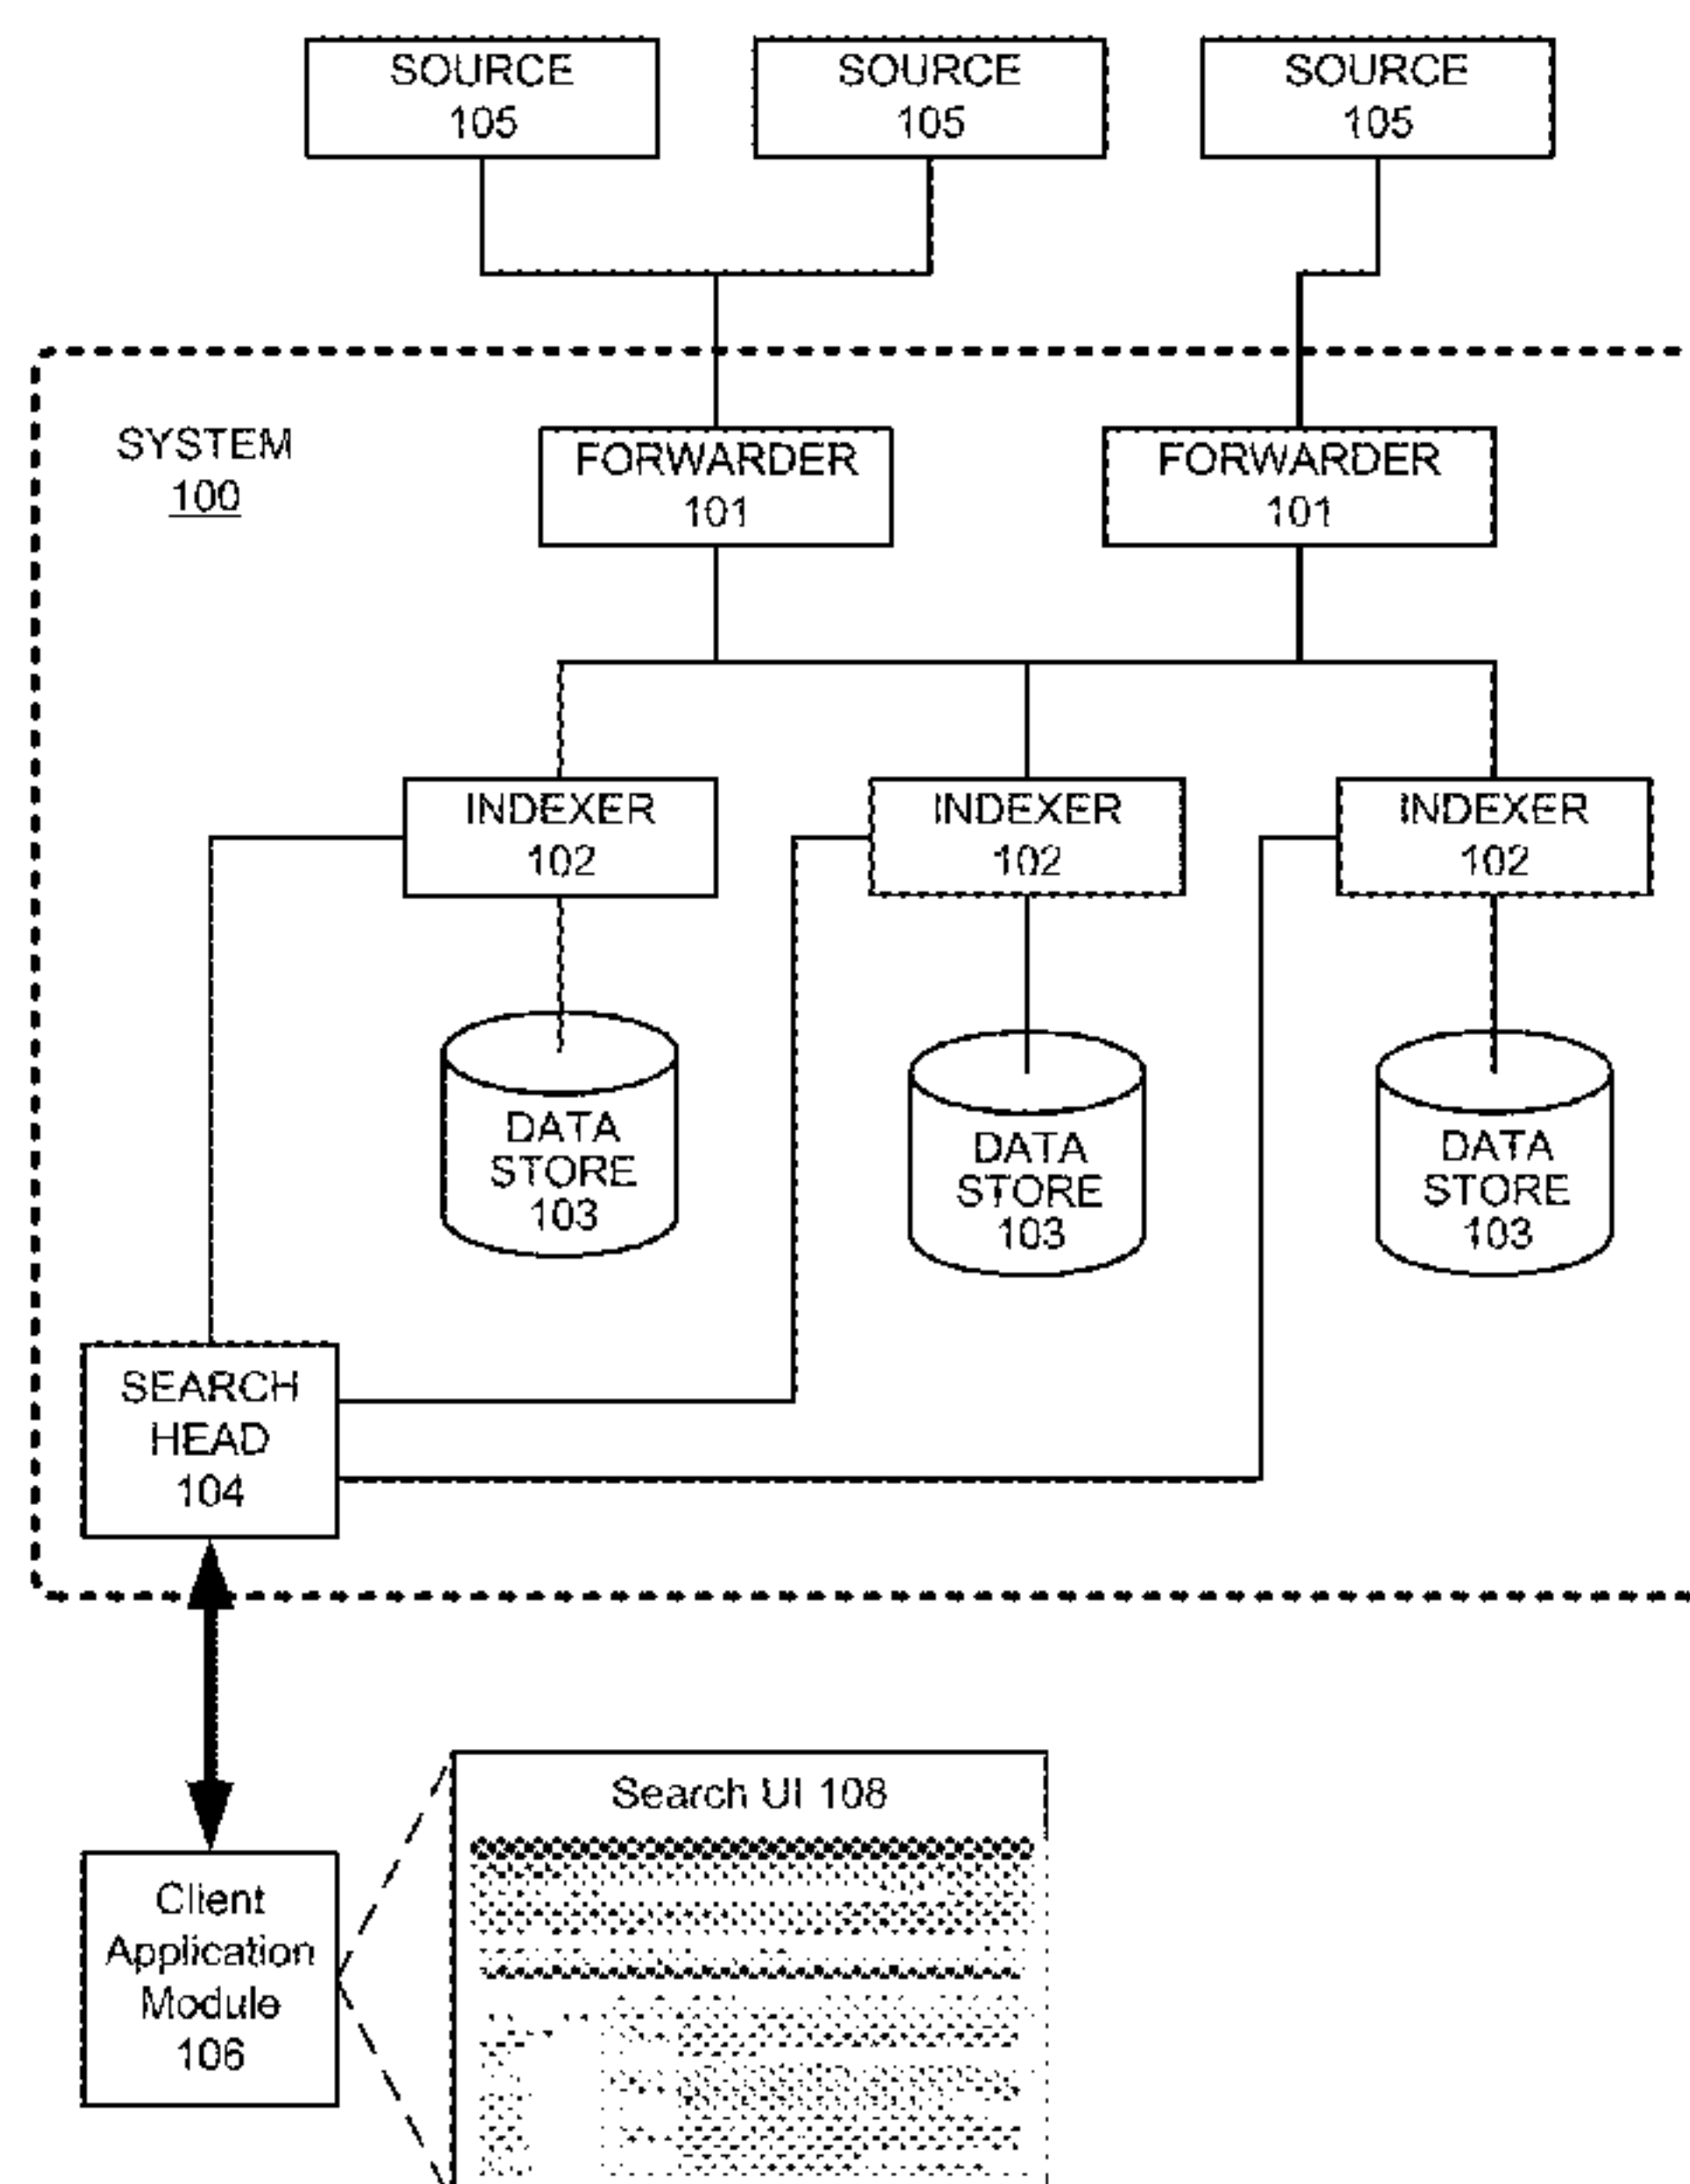 SOURCE
105
SOURCE
105
SOURCE
105
SYSTEM
100
FORWARDER
101
FORWARDER
101
INDEXER
102
INDEXER
102
INDEXER
102
DATA
STORE
103
DATA
STORE
103
DATA
STORE
103
SEARCH
HEAD
104
Search UI 108
Client
Application
Module
106